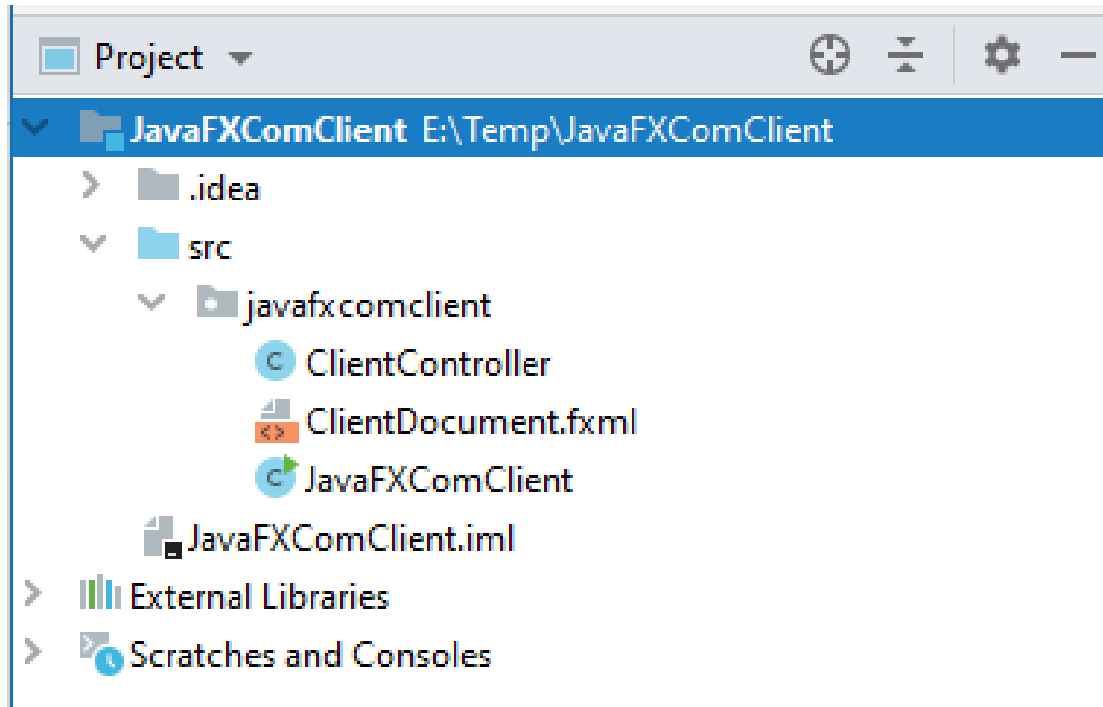 Project
JavaFXComClient E:\Temp\JavaFXComClient
.idea
src
javafxcomclient
ClientController
ClientDocument.fxml
JavaFXComClient
JavaFXComClient.iml
External Libraries
Scratches and Consoles